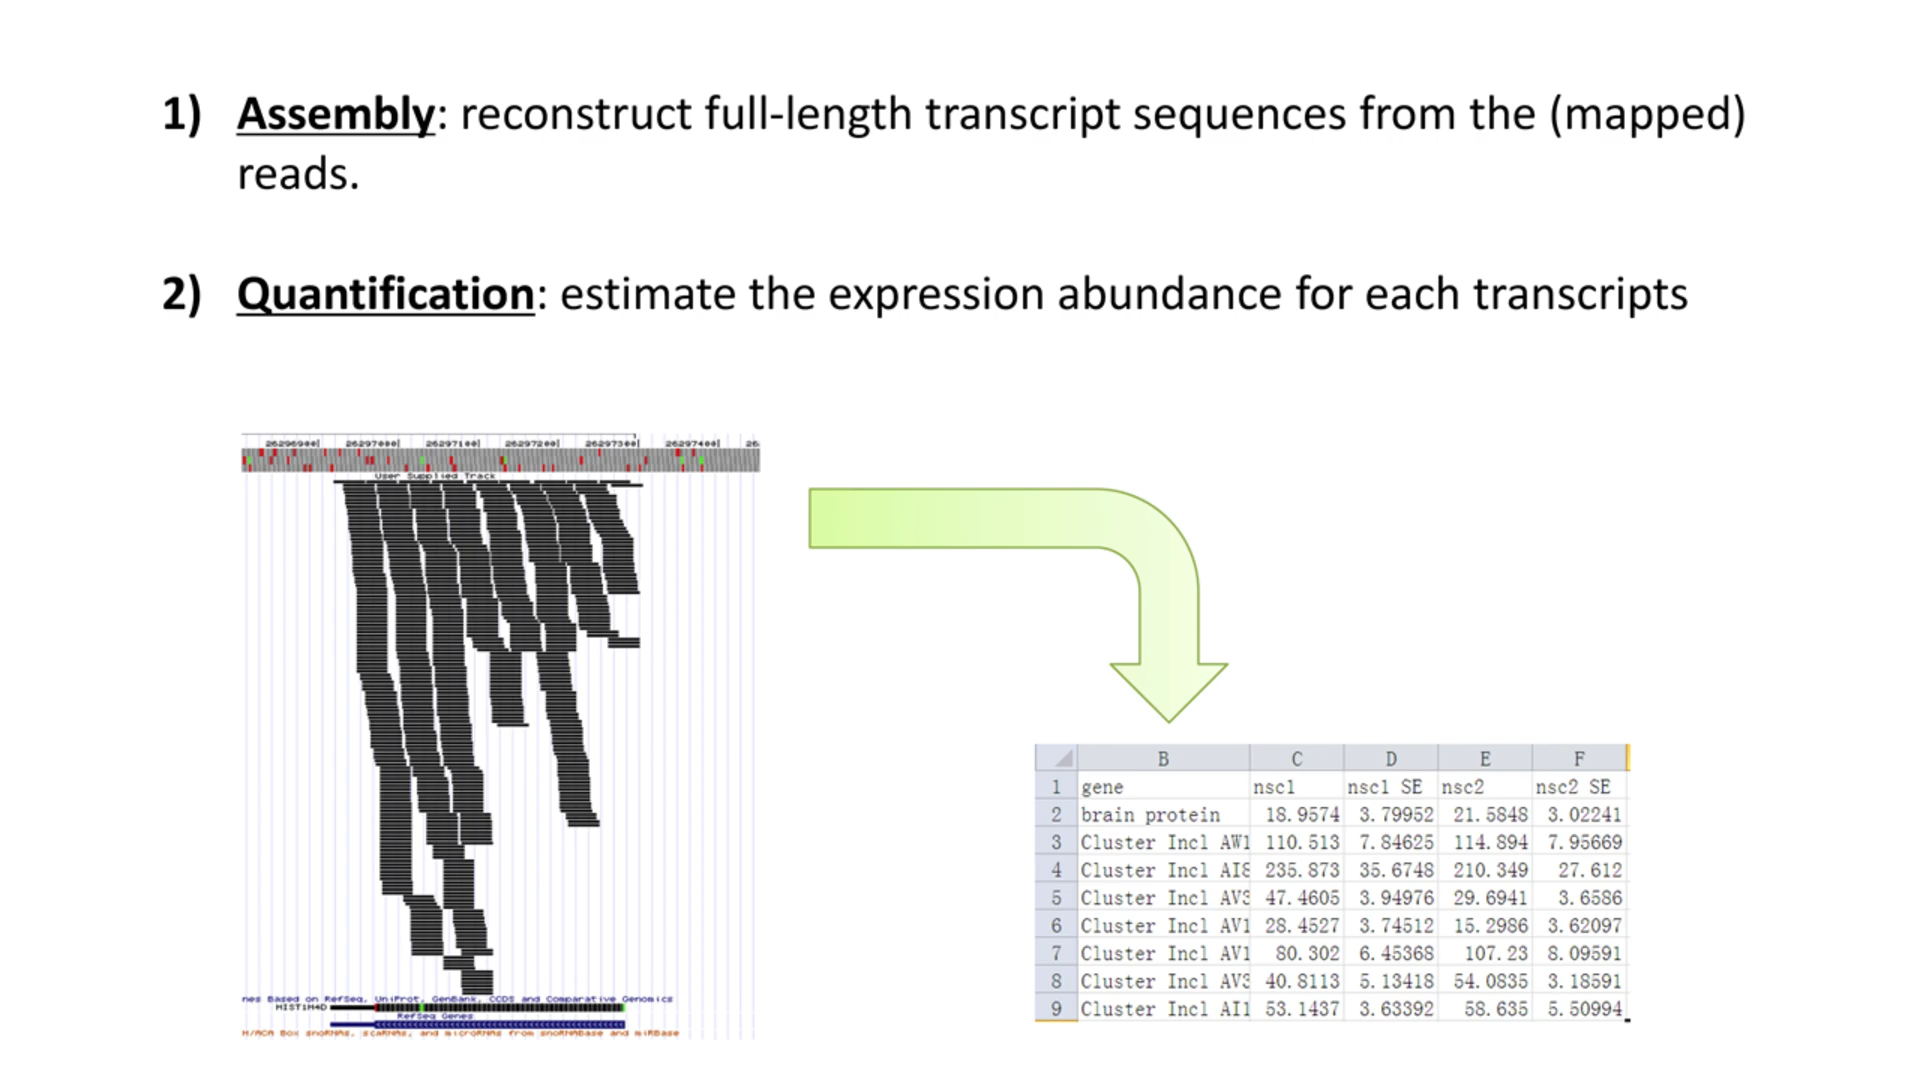 1) Assembly: reconstruct full-length transcript sequences from the (mapped)
reads.
2) Quantification: estimate the expression abundance for each transcripts
26296900| 26297000| 26297100| 26297200| 26297300| 26297400| 26
User Supplied Track
nes Based on RefSeq, UniProt, GenBank, CCDS and Comparative Genomics
HIST1H4D
RefSeq Genes
H/ACA Box snoRNAs, scaRNAs, and microRNAs from snoRNABase and miRBase
B C D E F
1 gene nsc1 nsc1 SE nsc2 nsc2 SE
2 brain protein 18.9574 3.79952 21.5848 3.02241
3 Cluster Incl AW1 110.513 7.84625 114.894 7.95669
4 Cluster Incl AI8 235.873 35.6748 210.349 27.612
5 Cluster Incl AV3 47.4605 3.94976 29.6941 3.6586
6 Cluster Incl AV1 28.4527 3.74512 15.2986 3.62097
7 Cluster Incl AV1 80.302 6.45368 107.23 8.09591
8 Cluster Incl AV3 40.8113 5.13418 54.0835 3.18591
9 Cluster Incl AI1 53.1437 3.63392 58.635 5.50994